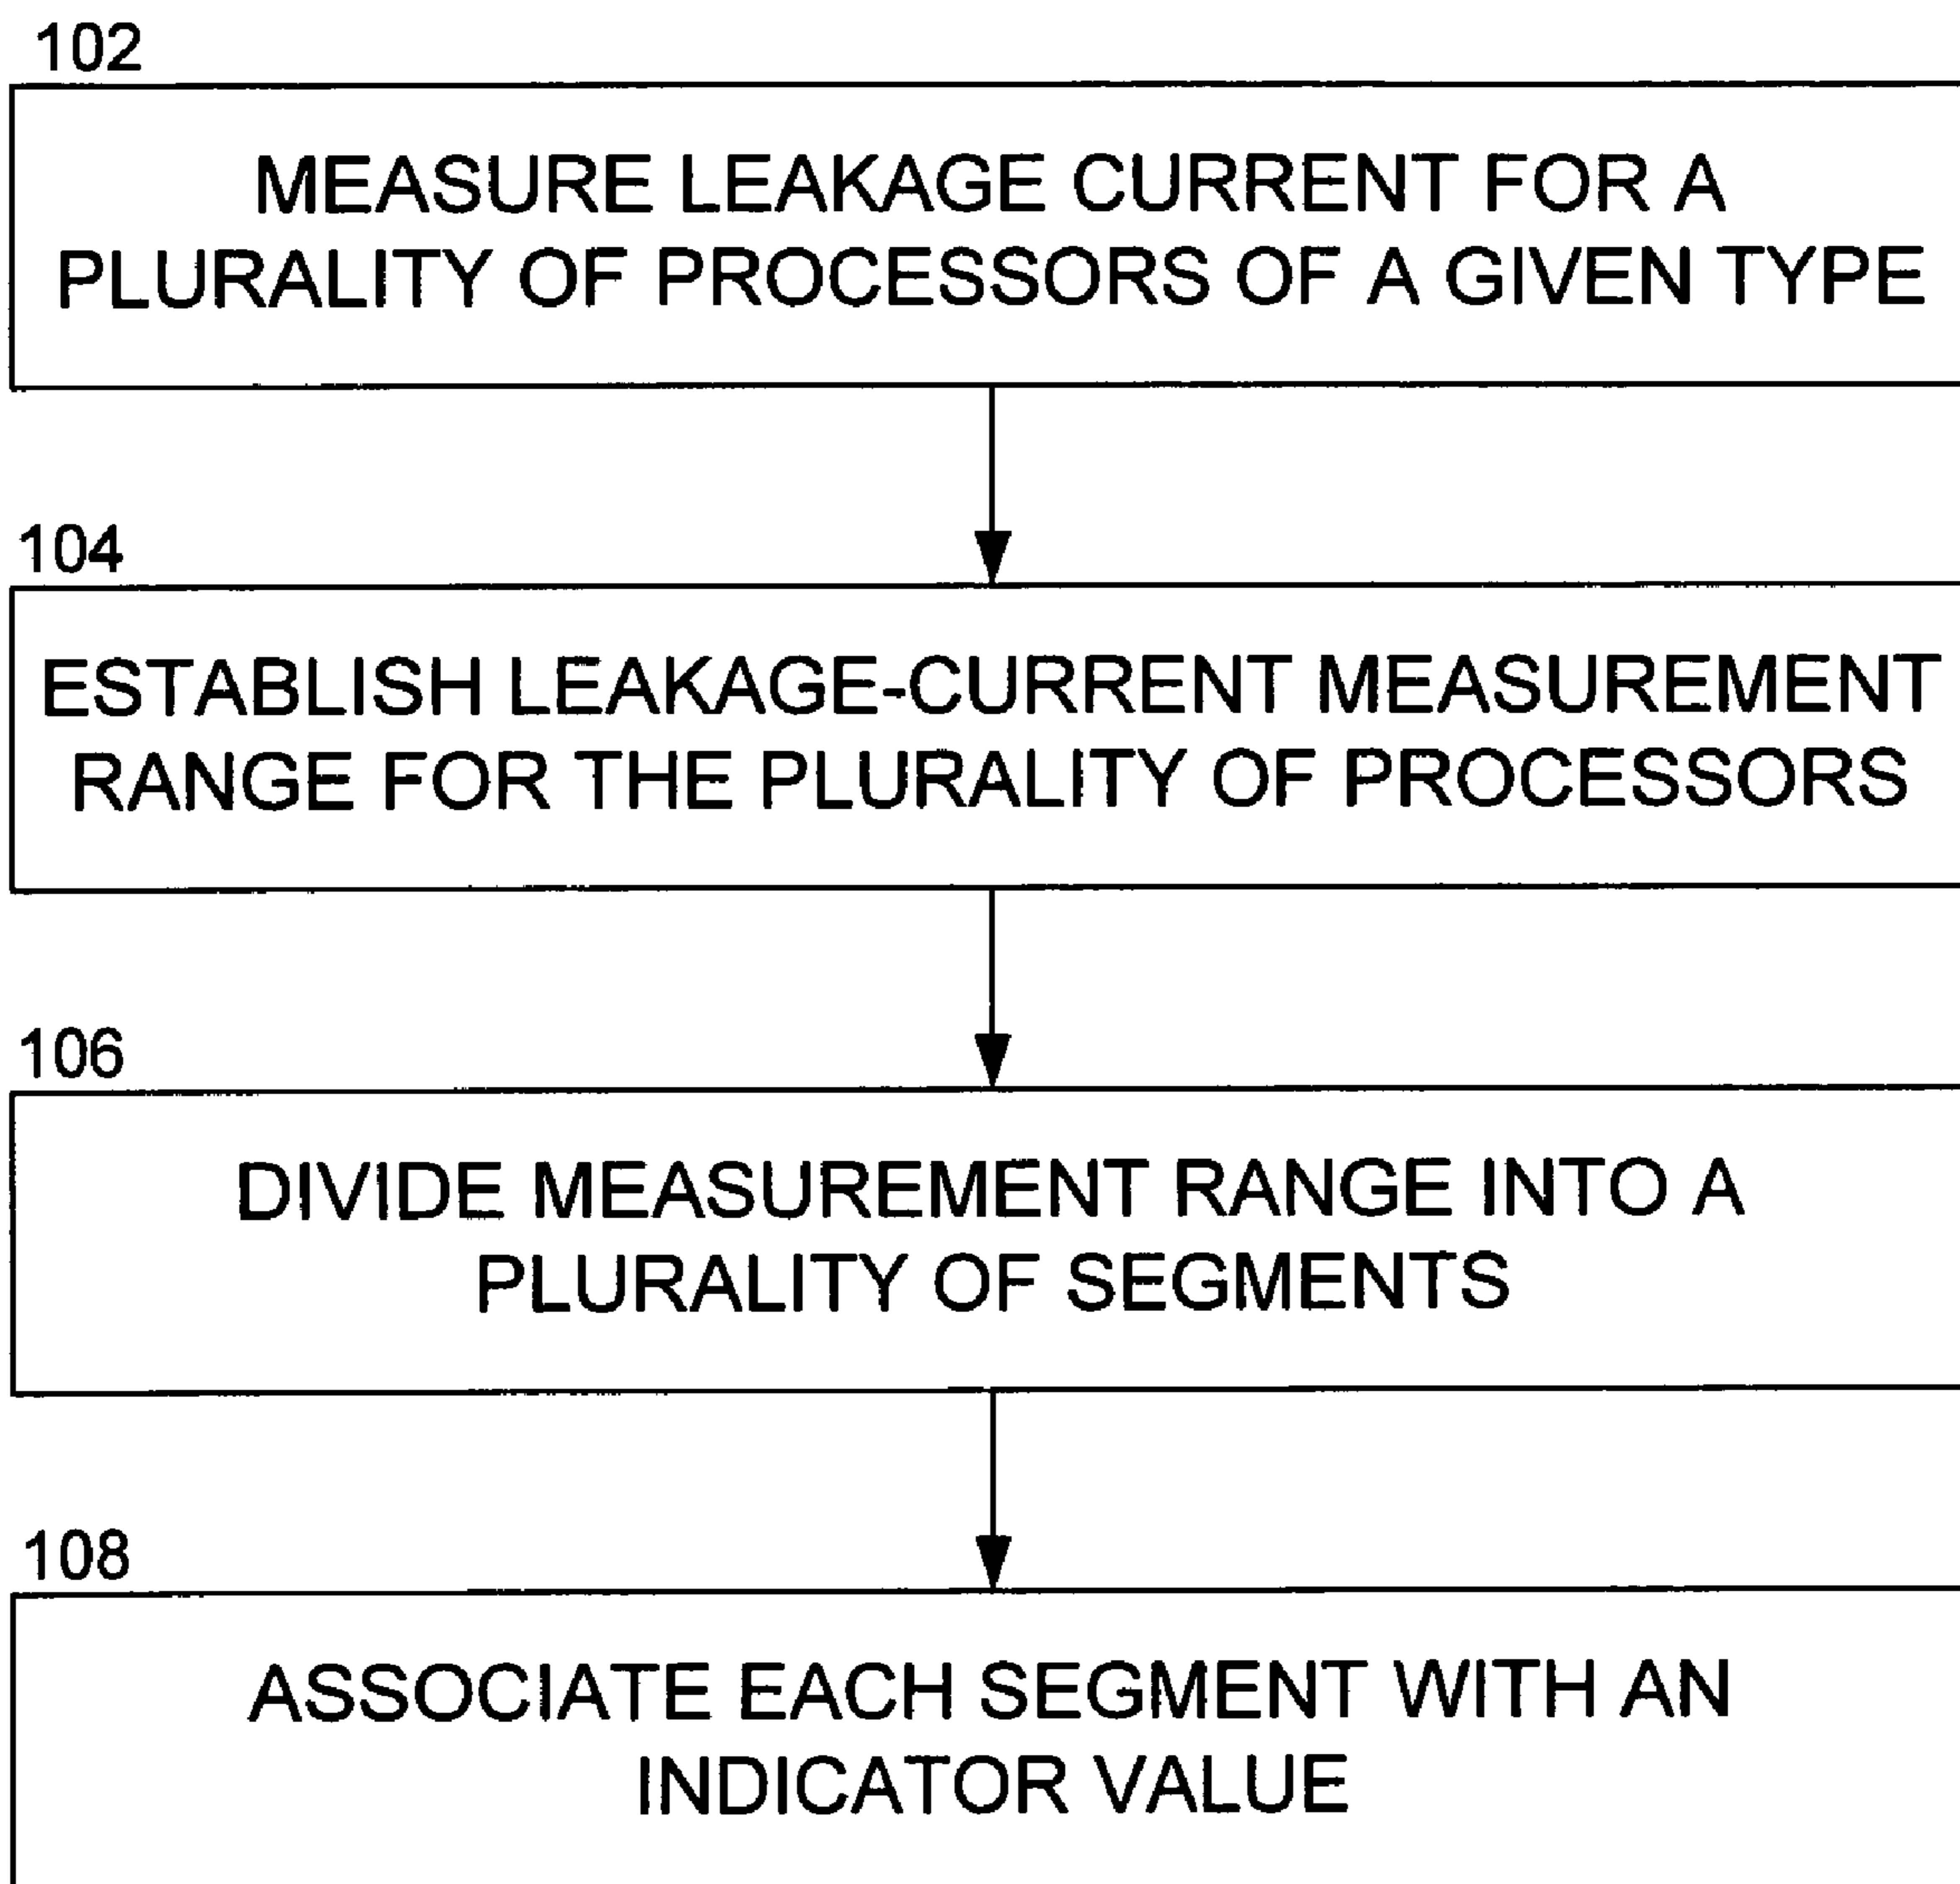 102
MEASURE LEAKAGE CURRENT FOR A
PLURALITY OF PROCESSORS OF A GIVEN TYPE
104
ESTABLISH LEAKAGE-CURRENT MEASUREMENT
RANGE FOR THE PLURALITY OF PROCESSORS
106
DIVIDE MEASUREMENT RANGE INTO A
PLURALITY OF SEGMENTS
108
ASSOCIATE EACH SEGMENT WITH AN
INDICATOR VALUE